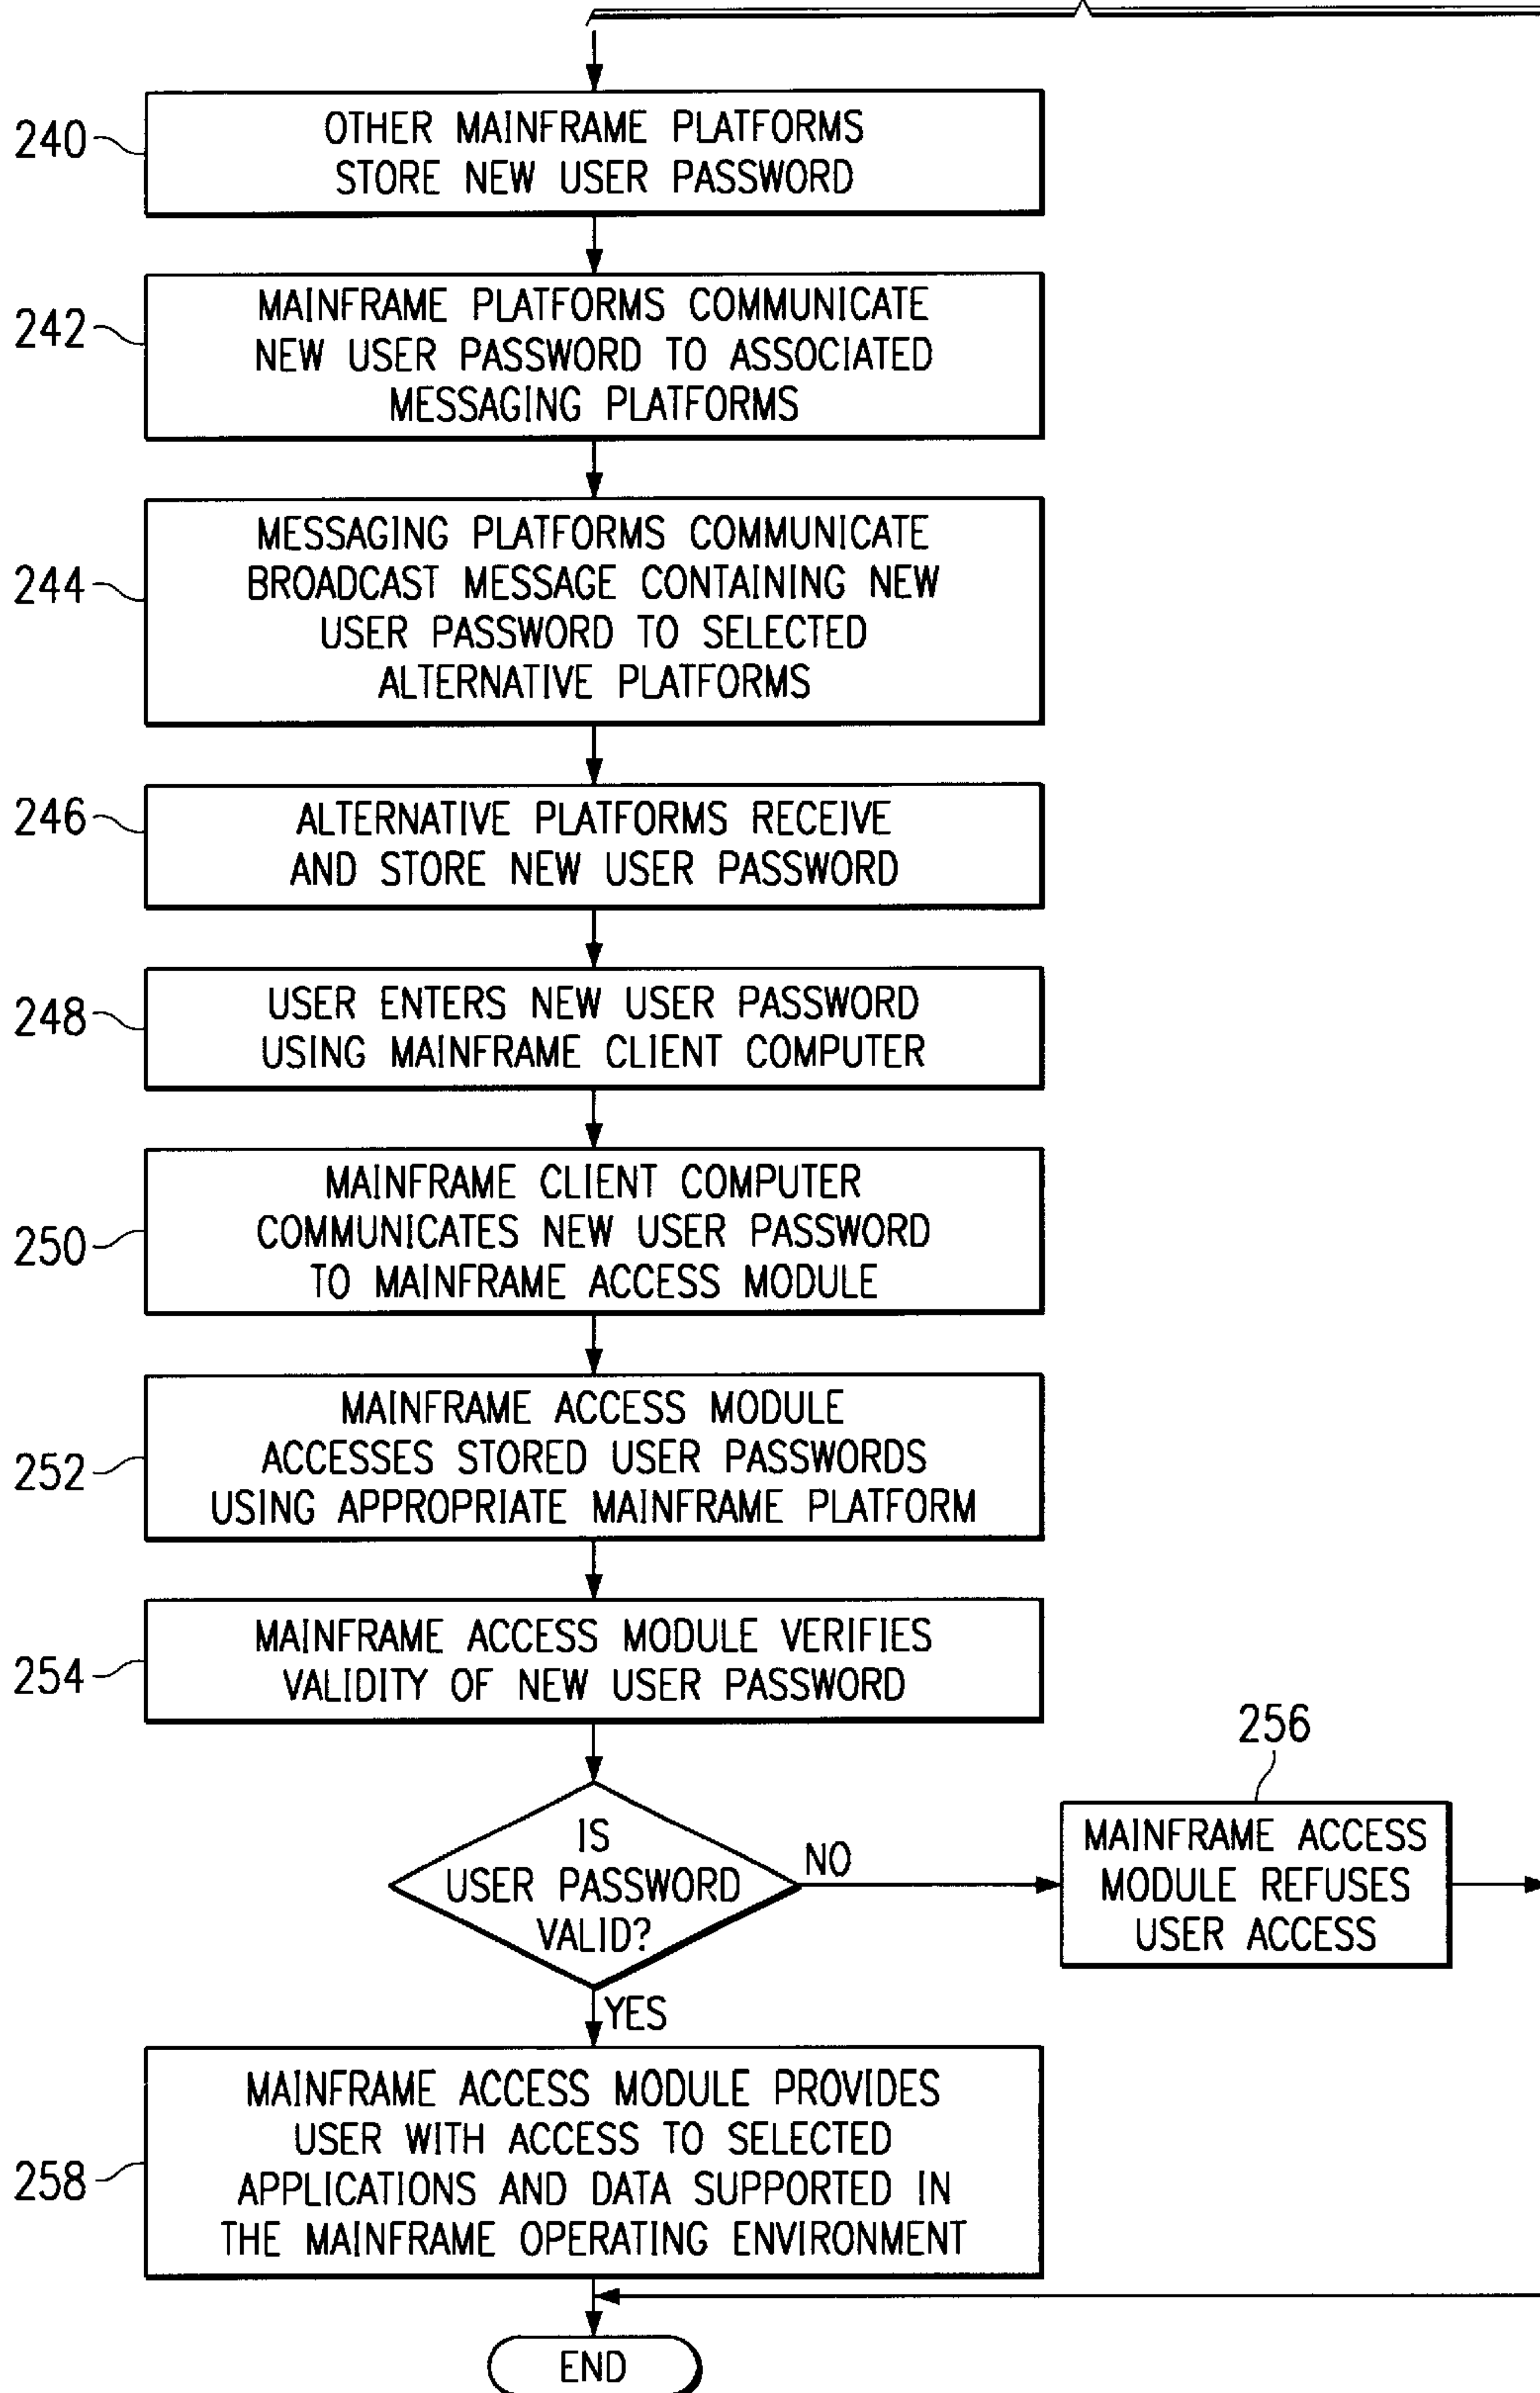 240
OTHER MAINFRAME PLATFORMS
STORE NEW USER PASSWORD
242
MAINFRAME PLATFORMS COMMUNICATE
NEW USER PASSWORD TO ASSOCIATED
MESSAGING PLATFORMS
244
MESSAGING PLATFORMS COMMUNICATE
BROADCAST MESSAGE CONTAINING NEW
USER PASSWORD TO SELECTED
ALTERNATIVE PLATFORMS
246
ALTERNATIVE PLATFORMS RECEIVE
AND STORE NEW USER PASSWORD
248
USER ENTERS NEW USER PASSWORD
USING MAINFRAME CLIENT COMPUTER
250
MAINFRAME CLIENT COMPUTER
COMMUNICATES NEW USER PASSWORD
TO MAINFRAME ACCESS MODULE
252
MAINFRAME ACCESS MODULE
ACCESSES STORED USER PASSWORDS
USING APPROPRIATE MAINFRAME PLATFORM
254
MAINFRAME ACCESS MODULE VERIFIES
VALIDITY OF NEW USER PASSWORD
IS
USER PASSWORD
VALID?
NO
256
MAINFRAME ACCESS
MODULE REFUSES
USER ACCESS
YES
258
MAINFRAME ACCESS MODULE PROVIDES
USER WITH ACCESS TO SELECTED
APPLICATIONS AND DATA SUPPORTED IN
THE MAINFRAME OPERATING ENVIRONMENT
END